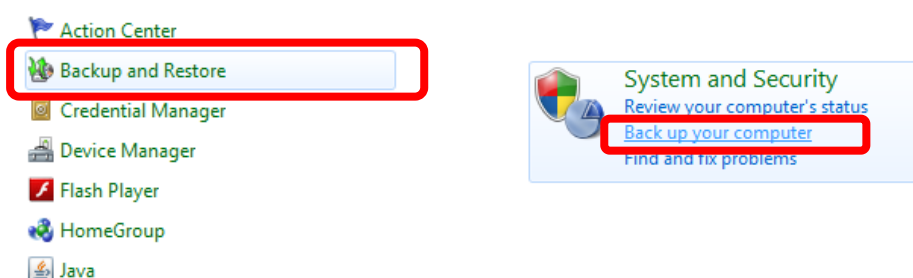 Action Center
Backup and Restore
Credential Manager
Device Manager
Flash Player
HomeGroup
Java
System and Security
Review your computer's status
Back up your computer
Find and fix problems